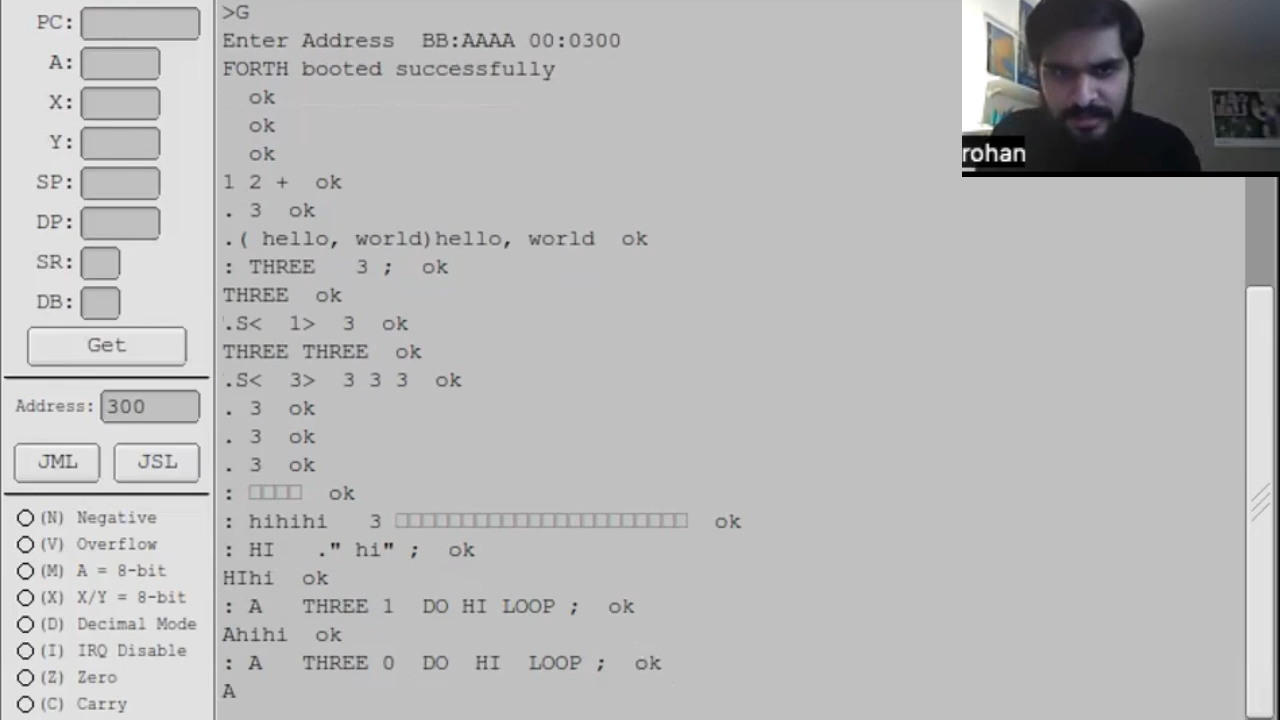 PC:
A:
X:
Y:
SP:
DP:
SR:
DB:
Get
Address: 300
JML JSL
(N) Negative
(V) Overflow
(M) A = 8-bit
(X) X/Y = 8-bit
(D) Decimal Mode
(I) IRQ Disable
(Z) Zero
(C) Carry
>G
Enter Address  BB:AAAA 00:0300
FORTH booted successfully
ok
ok
ok
1 2 +  ok
. 3  ok
.( hello, world)hello, world  ok
: THREE   3 ;  ok
THREE  ok
.S<  1>  3  ok
THREE THREE  ok
.S<  3>  3 3 3  ok
. 3  ok
. 3  ok
. 3  ok
: □□□□  ok
: hihihi   3 □□□□□□□□□□□□□□□□□□□□□□  ok
: HI   ." hi" ;  ok
HIhi  ok
: A   THREE 1  DO HI LOOP ;  ok
Ahihi  ok
: A   THREE 0  DO  HI  LOOP ;  ok
A
rohan